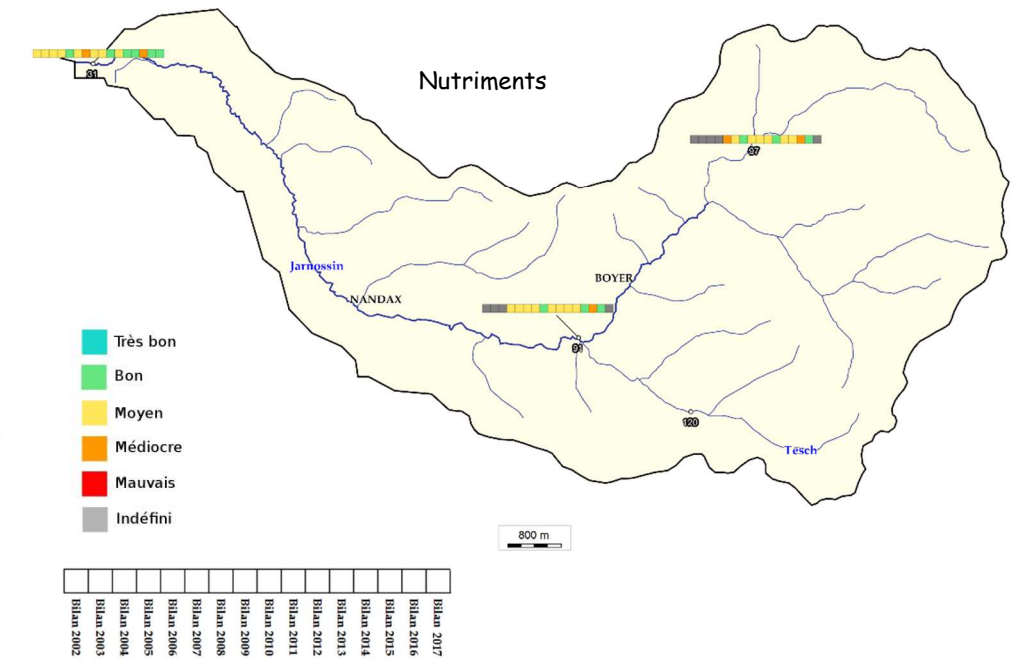 Nutriments
31
97
Jarnossin
NANDAX
BOYER
91
120
Tesch
Très bon
Bon
Moyen
Médiocre
Mauvais
Indéfini
800 m
Bilan 2002
Bilan 2003
Bilan 2004
Bilan 2005
Bilan 2006
Bilan 2007
Bilan 2008
Bilan 2009
Bilan 2010
Bilan 2011
Bilan 2012
Bilan 2013
Bilan 2014
Bilan 2015
Bilan 2016
Bilan 2017